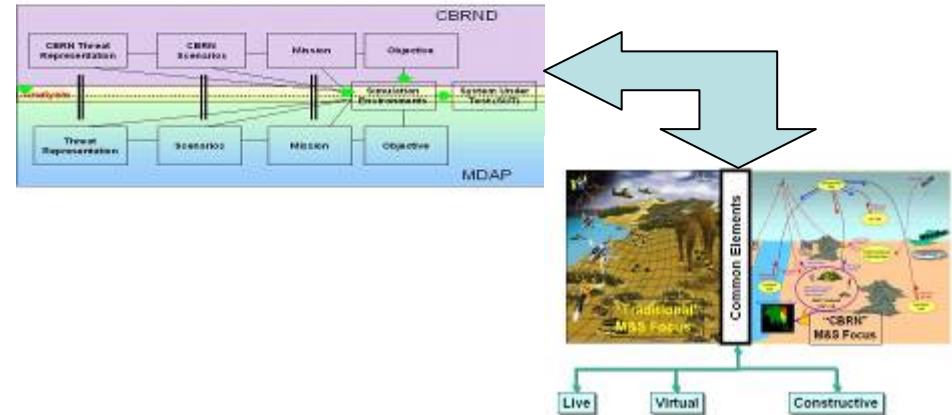 CBRND
CBRN Threat
Representation
CBRN
Scenarios
Mission
Objective
Analysis
Simulation
Environments
System Under
Test(SUT)
Threat
Representation
Scenarios
Mission
Objective
MDAP
Common Elements
"Traditional"
M&S Focus
"CBRN"
M&S Focus
Live
Virtual
Constructive